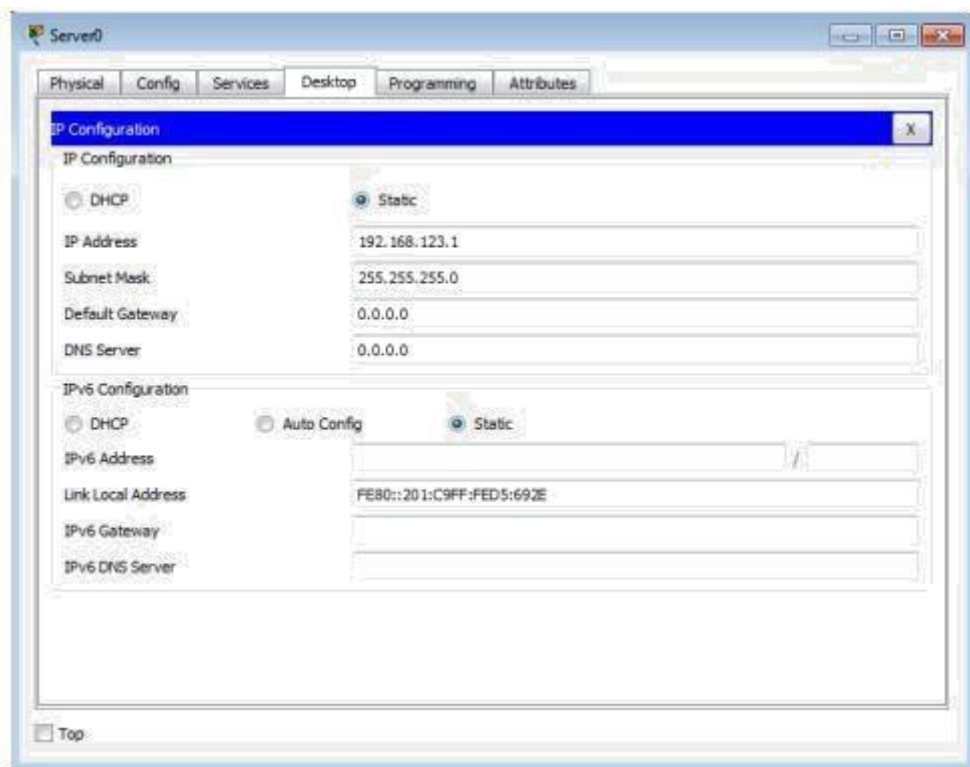 Server0
Physical Config Services Desktop Programming Attributes
IP Configuration X
IP Configuration
DHCP Static
IP Address 192.168.123.1
Subnet Mask 255.255.255.0
Default Gateway 0.0.0.0
DNS Server 0.0.0.0
IPv6 Configuration
DHCP Auto Config Static
IPv6 Address /
Link Local Address FE80::201:C9FF:FED5:692E
IPv6 Gateway
IPv6 DNS Server
Top